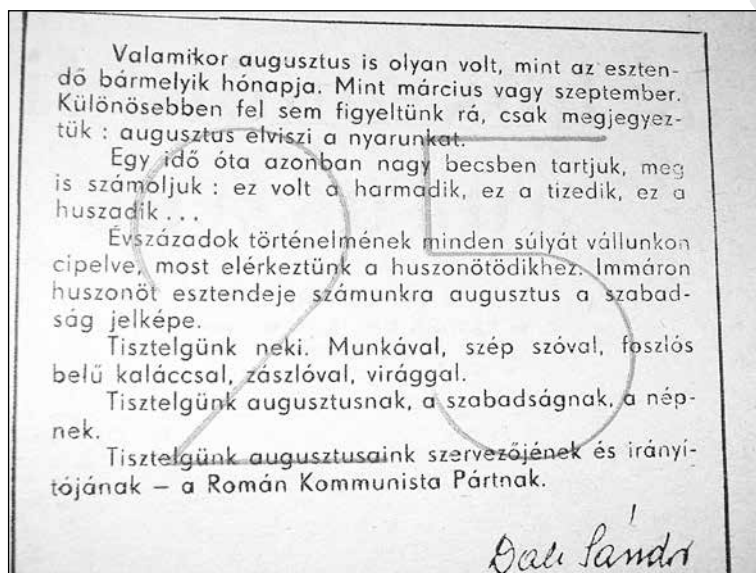 Valamikor augusztus is olyan volt, mint az eszten-
dő bármelyik hónapja. Mint március vagy szeptember.
Különösebben fel sem figyeltünk rá, csak megjegyez-
tük : augusztus elviszi a nyarunkat.
Egy idő óta azonban nagy becsben tartjuk, meg
is számoljuk : ez volt a harmadik, ez a tizedik, ez a
huszadik . . .
Évszázadok történelmének minden súlyát vállunkon
cipelve, most elérkeztünk a huszonötödikhez. Immáron
huszonöt esztendeje számunkra augusztus a szabad-
ság jelképe.
Tisztelgünk neki. Munkával, szép szóval, foszlós
belű kaláccsal, zászlóval, virággal.
Tisztelgünk augusztusnak, a szabadságnak, a nép-
nek.
Tisztelgünk augusztusaink szervezőjének és irányí-
tójának – a Román Kommunista Pártnak.
25
Sándor